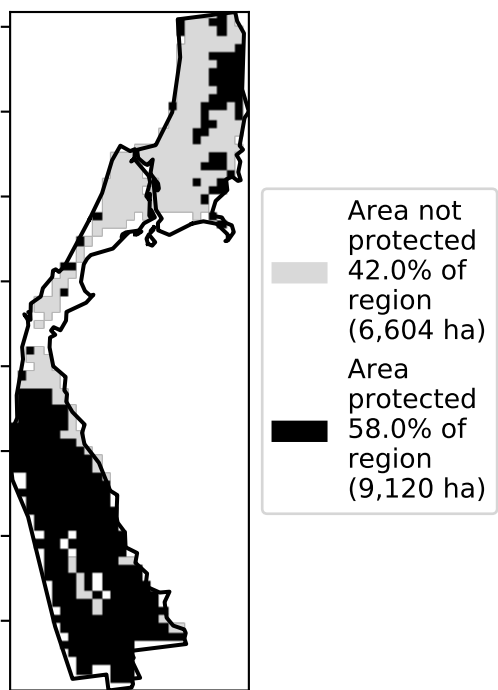 Area not
protected
42.0% of
region
(6,604 ha)
Area
protected
58.0% of
region
(9,120 ha)